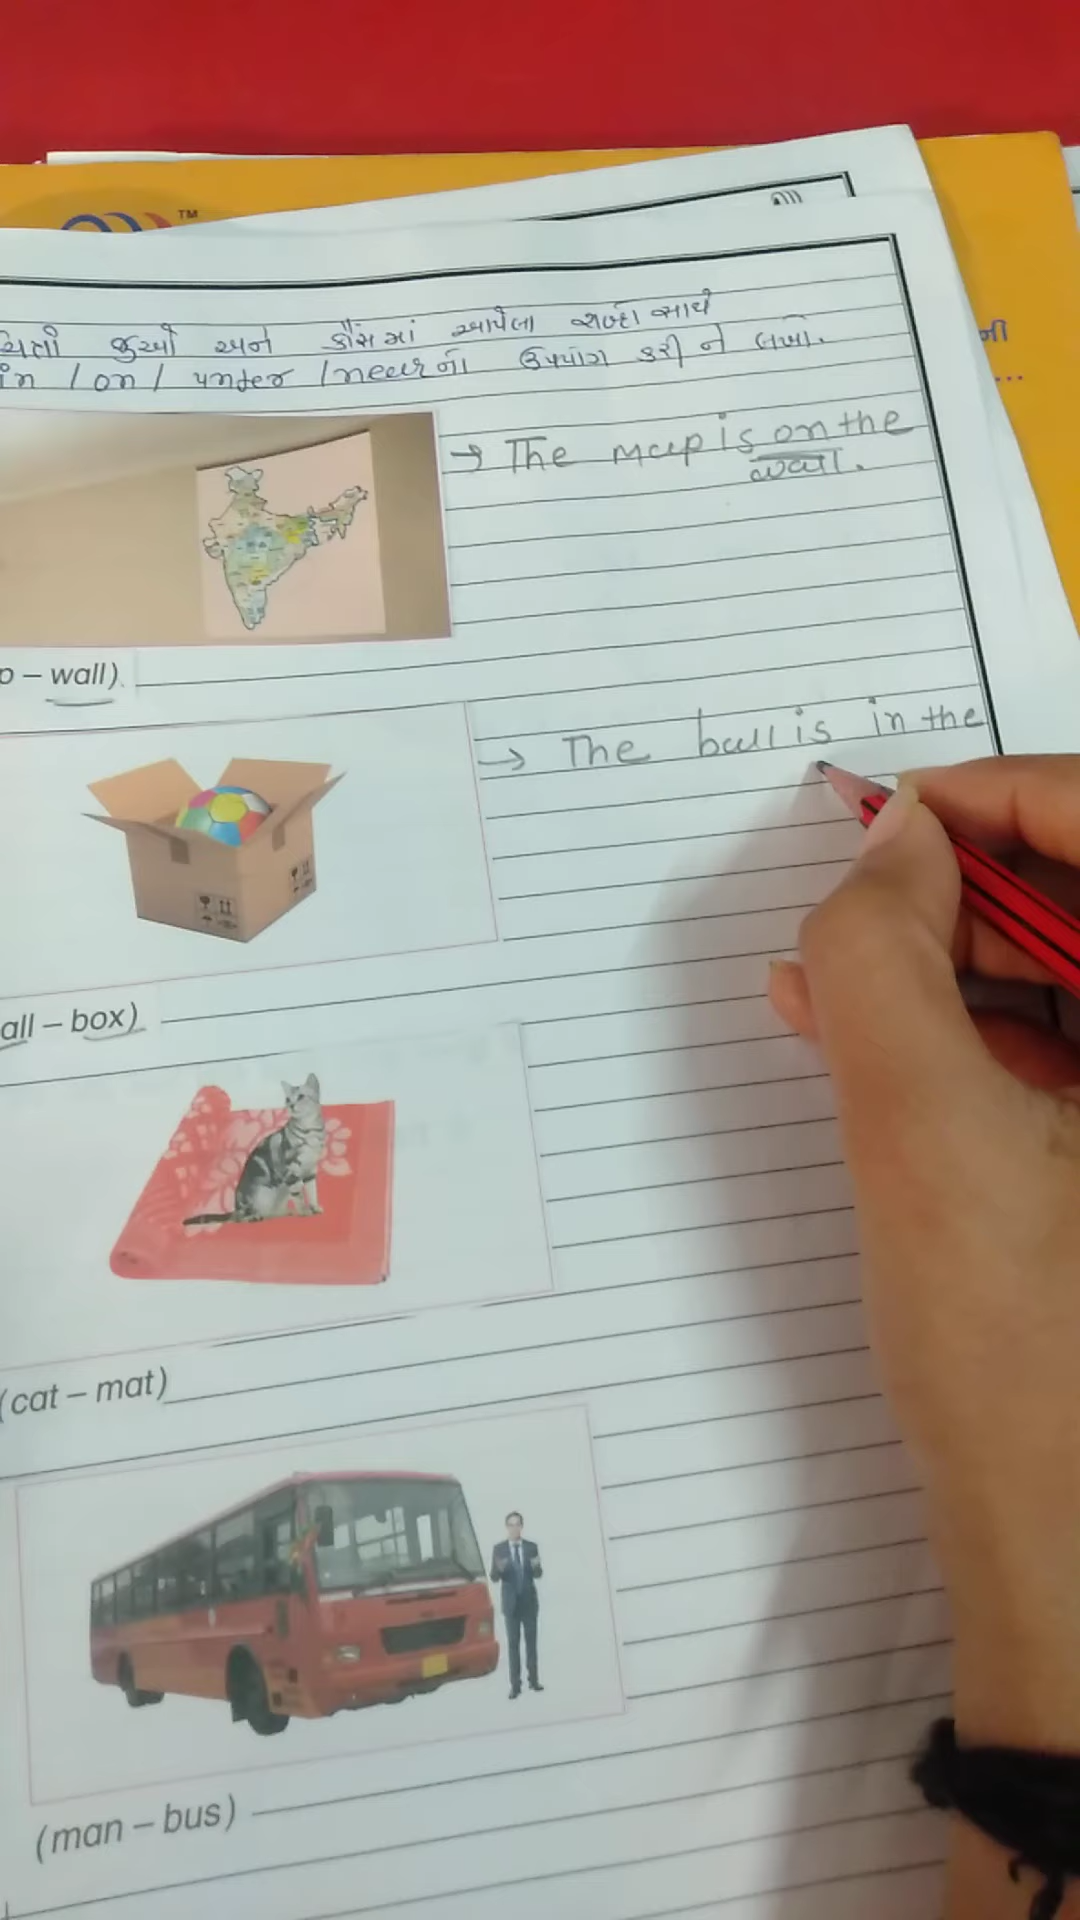 TM
ની
...
ચિત્રો જુઓ અને કૌંસમાં આપેલા શબ્દો સાથે
in / on / under / near નો ઉપયોગ કરી ને લખો.
→ The map is on the
wall.
– wall).
→ The ball is in the
all – box)
(cat – mat)
(man – bus)